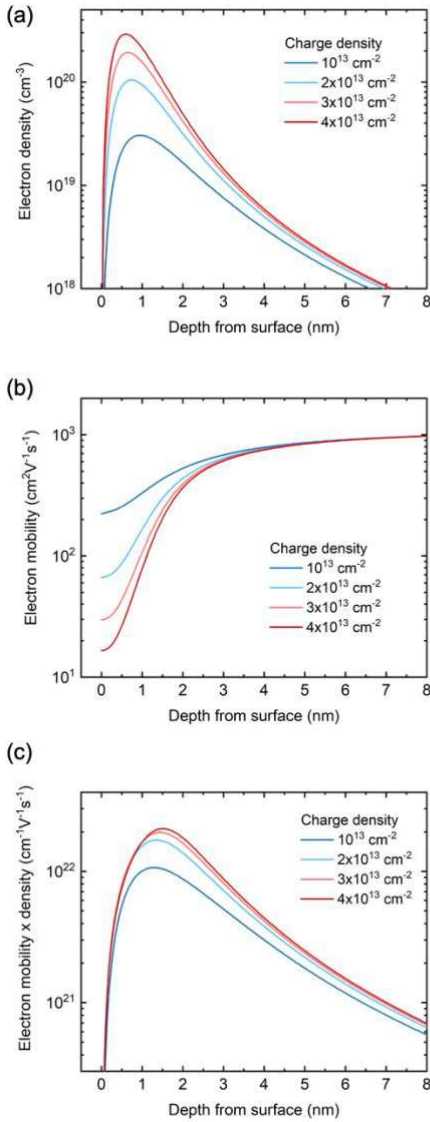 (a)
Electron density (cm⁻³)
10²⁰
10¹⁹
10¹⁸
Charge density
10¹³ cm⁻²
2x10¹³ cm⁻²
3x10¹³ cm⁻²
4x10¹³ cm⁻²
0 1 2 3 4 5 6 7 8
Depth from surface (nm)
(b)
Electron mobility (cm²V⁻¹s⁻¹)
10³
10²
10¹
Charge density
10¹³ cm⁻²
2x10¹³ cm⁻²
3x10¹³ cm⁻²
4x10¹³ cm⁻²
0 1 2 3 4 5 6 7 8
Depth from surface (nm)
(c)
Electron mobility x density (cm⁻¹V⁻¹s⁻¹)
10²²
10²¹
Charge density
10¹³ cm⁻²
2x10¹³ cm⁻²
3x10¹³ cm⁻²
4x10¹³ cm⁻²
0 1 2 3 4 5 6 7 8
Depth from surface (nm)